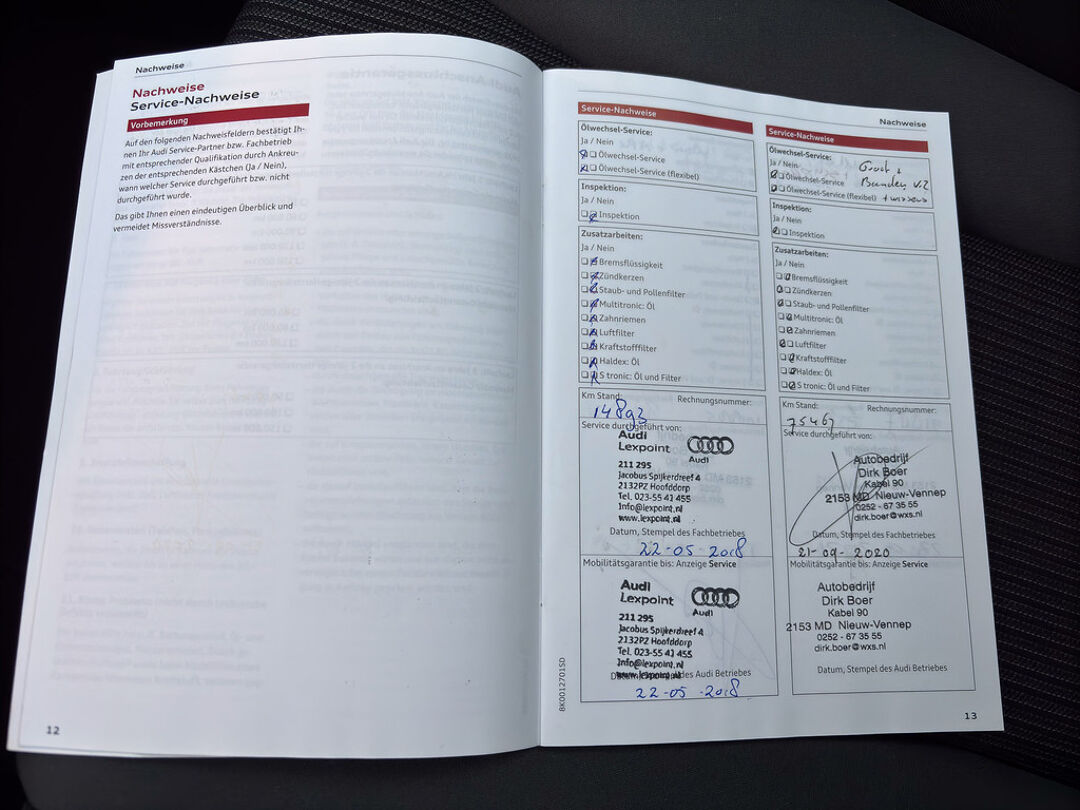 Nachweise
Nachweise
Service-Nachweise
Vorbemerkung
Auf den folgenden Nachweisfeldern bestätigt Ih-
nen Ihr Audi Service-Partner bzw. Fachbetrieb
mit entsprechender Qualifikation durch Ankreu-
zen der entsprechenden Kästchen (Ja / Nein),
wann welcher Service durchgeführt bzw. nicht
durchgeführt wurde.
Das gibt Ihnen einen eindeutigen Überblick und
vermeidet Missverständnisse.
12
Service-Nachweise
Ölwechsel-Service:
Ja / Nein
Ölwechsel-Service
Ölwechsel-Service (flexibel)
Inspektion:
Ja / Nein
Inspektion
Zusatzarbeiten:
Ja / Nein
Bremsflüssigkeit
Zündkerzen
Staub- und Pollenfilter
Multitronic: Öl
Zahnriemen
Luftfilter
Kraftstofffilter
Haldex: Öl
S tronic: Öl und Filter
Km Stand:
Rechnungsnummer:
14893
Service durchgeführt von:
Audi
Lexpoint
Audi
211 295
Jacobus Spijkerdreef 4
2132PZ Hoofddorp
Tel. 023-55 41 455
Info@lexpoint.nl
www.lexpoint.nl
Datum, Stempel des Fachbetriebes
22-05-2018
Mobilitätsgarantie bis: Anzeige Service
Audi
Lexpoint
Audi
211 295
Jacobus Spijkerdreef 4
2132PZ Hoofddorp
Tel. 023-55 41 455
Info@lexpoint.nl
www.lexpoint.nl
des Audi Betriebes
22-05-2018
8K0012701SD
Nachweise
Service-Nachweise
Ölwechsel-Service:
Ja / Nein
Ölwechsel-Service
Ölwechsel-Service (flexibel)
Inspektion:
Ja / Nein
Inspektion
Zusatzarbeiten:
Ja / Nein
Bremsflüssigkeit
Zündkerzen
Staub- und Pollenfilter
Multitronic: Öl
Zahnriemen
Luftfilter
Kraftstofffilter
Haldex: Öl
S tronic: Öl und Filter
Km Stand:
Rechnungsnummer:
75467
Service durchgeführt von:
Autobedrijf
Dirk Boer
Kabel 90
2153 MD Nieuw-Vennep
0252 - 67 35 55
dirk.boer@wxs.nl
Datum, Stempel des Fachbetriebes
21-09-2020
Mobilitätsgarantie bis: Anzeige Service
Autobedrijf
Dirk Boer
Kabel 90
2153 MD Nieuw-Vennep
0252 - 67 35 55
dirk.boer@wxs.nl
Datum, Stempel des Audi Betriebes
13